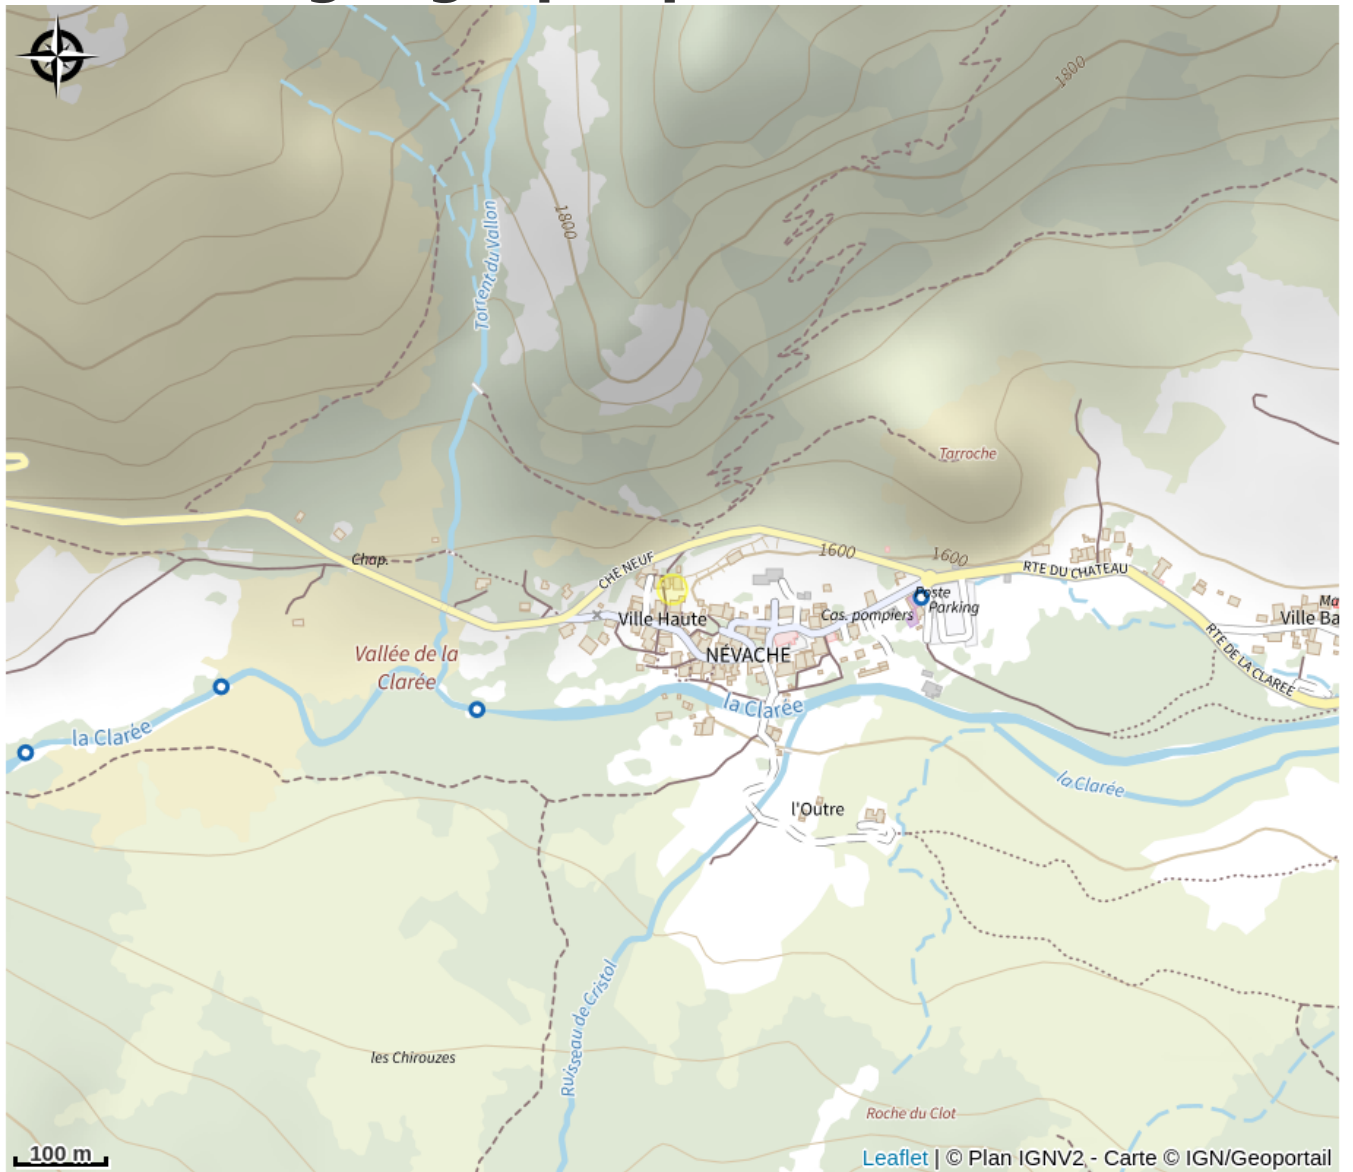 1800
1800
Torrent du Vallon
Tarroche
CHE NEUF
1600
1600
Chap.
RTE DU CHATEAU
Poste
Parking
Cas. pompiers
Ville Haute
Ville Ba
NÉVACHE
RTE DE LA CLAREE
Vallée de la
Clarée
la Clarée
la Clarée
la Clarée
l'Outre
Ruisseau de Cristol
les Chirouzes
Roche du Clot
100 m
Leaflet | © Plan IGNV2 - Carte © IGN/Geoportail